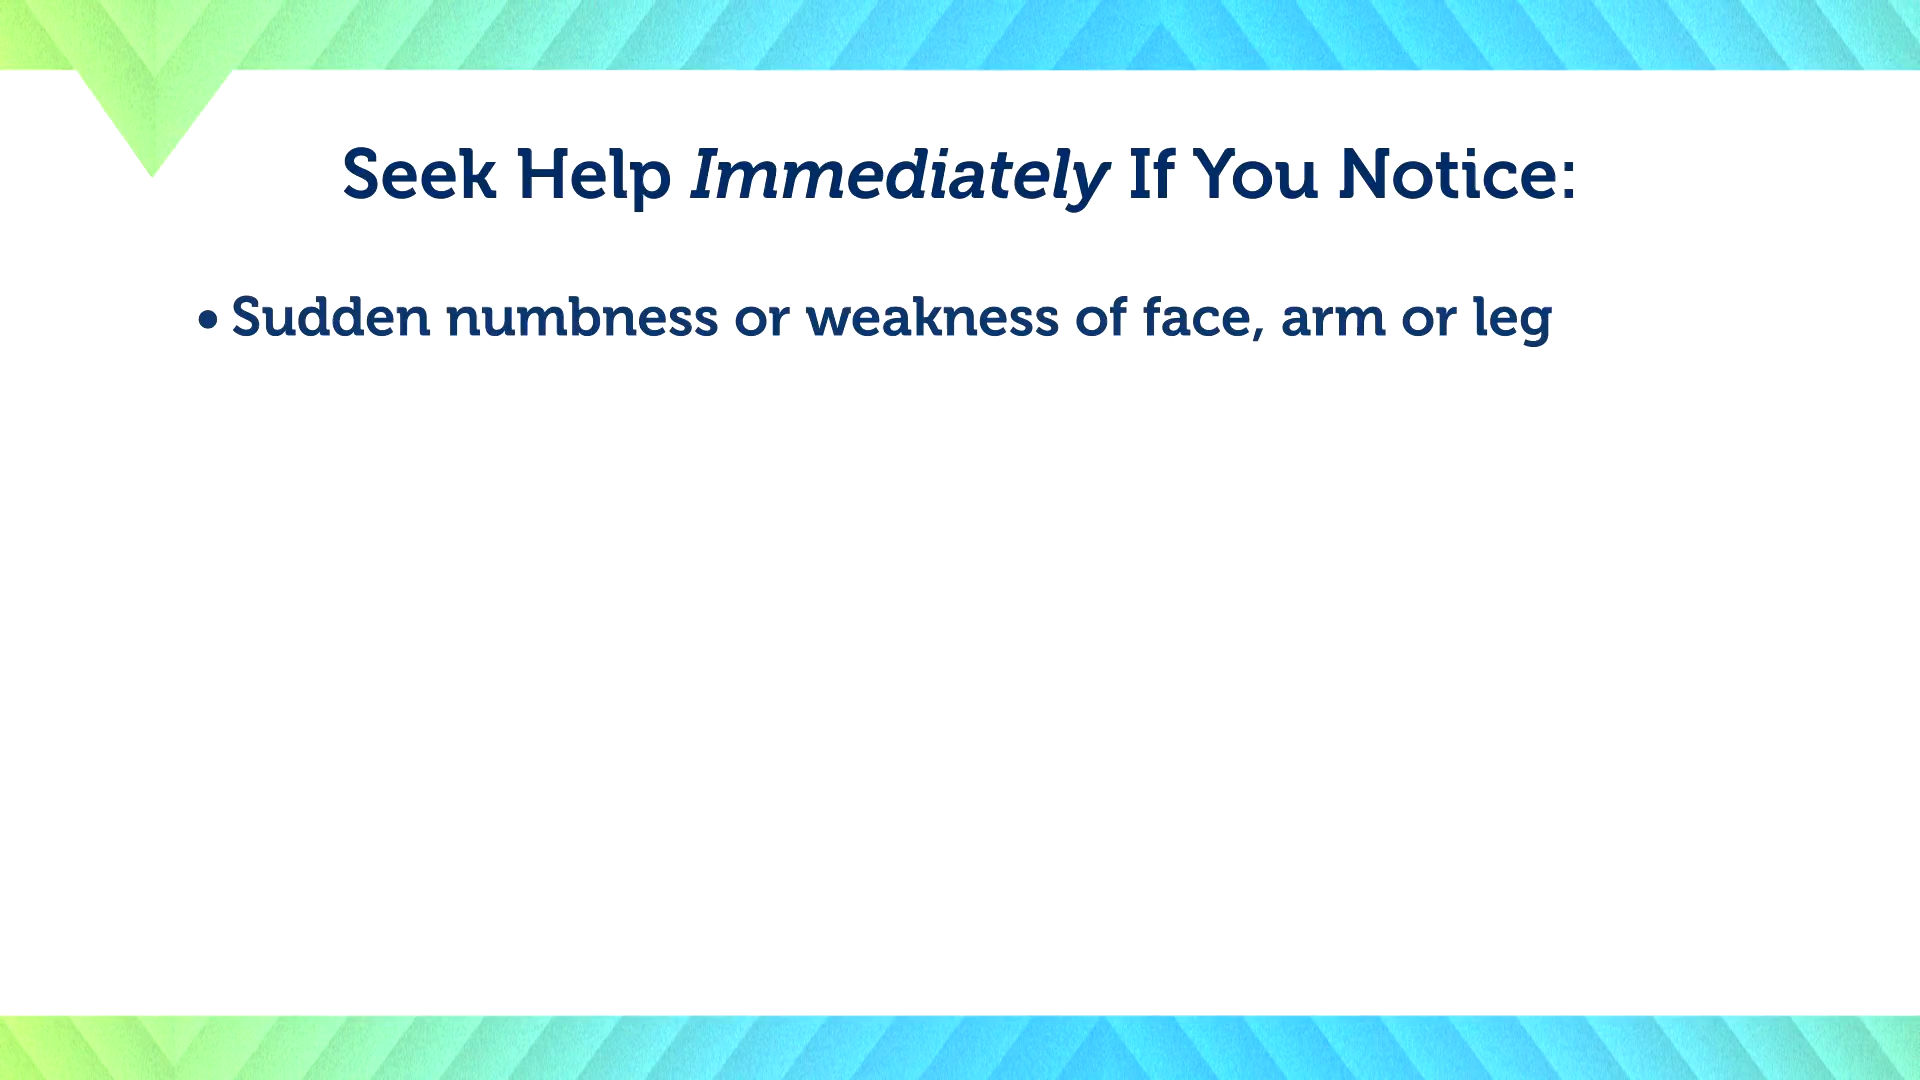 Seek Help Immediately If You Notice:
• Sudden numbness or weakness of face, arm or leg